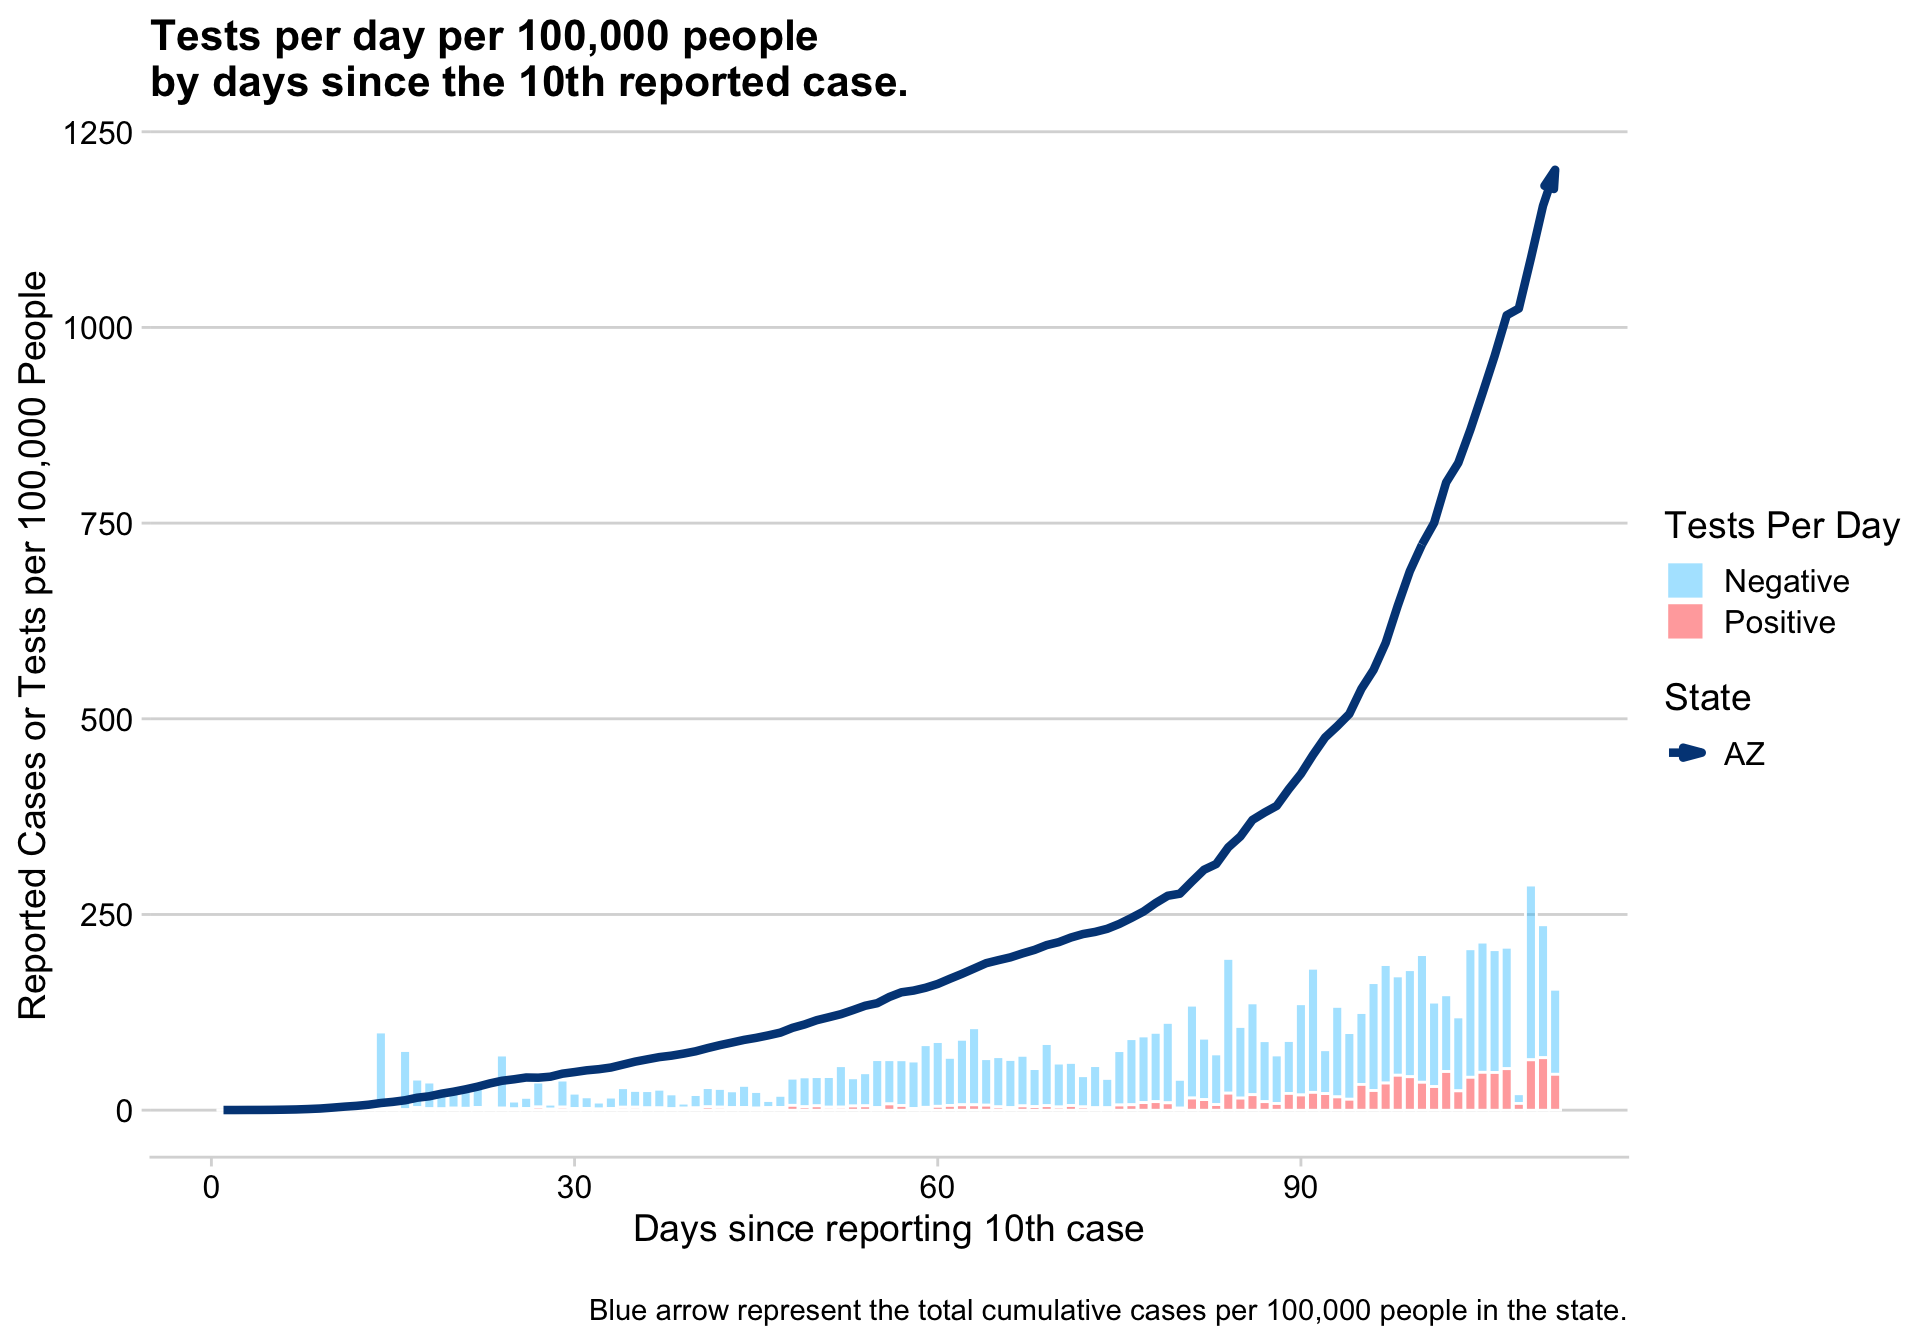 Tests per day per 100,000 people
by days since the 10th reported case.
1250
1000
750
500
250
0
Reported Cases or Tests per 100,000 People
0 30 60 90
Days since reporting 10th case
Tests Per Day
Negative
Positive
State
AZ
Blue arrow represent the total cumulative cases per 100,000 people in the state.